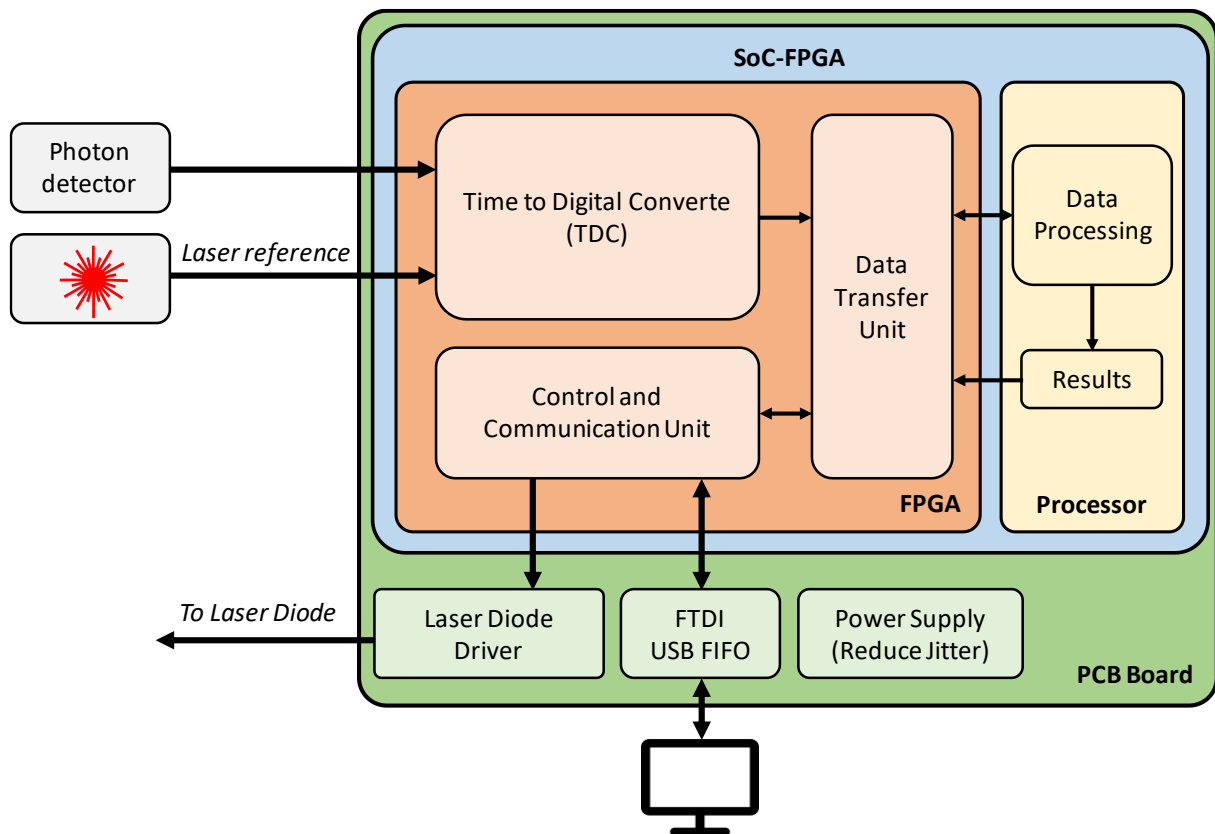 SoC-FPGA
Photon
detector
Laser reference
Time to Digital Converte
(TDC)
Data
Transfer
Unit
Data
Processing
Results
Control and
Communication Unit
FPGA
Processor
To Laser Diode
Laser Diode
Driver
FTDI
USB FIFO
Power Supply
(Reduce Jitter)
PCB Board